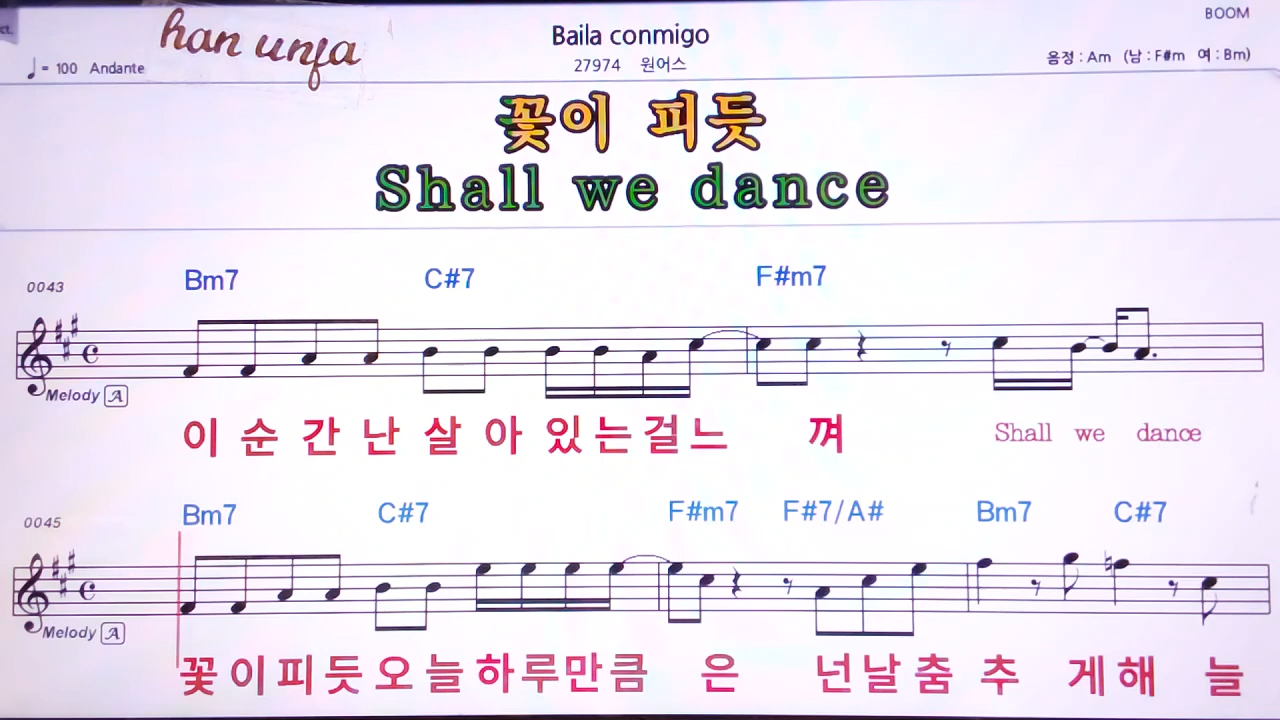 BOOM
han unfa
Baila conmigo
♩= 100 Andante
27974 원어스
음정 : Am (남 : F#m 여 : Bm)
꽃이 피듯
Shall we dance
0043
Bm7 C#7 F#m7
Melody A
이 순 간 난 살 아 있 는 걸 느 껴 Shall we dance
0045
Bm7 C#7 F#m7 F#7/A# Bm7 C#7
Melody A
꽃 이 피 듯 오 늘 하 루 만 큼 은 넌 날 춤 추 게 해 늘